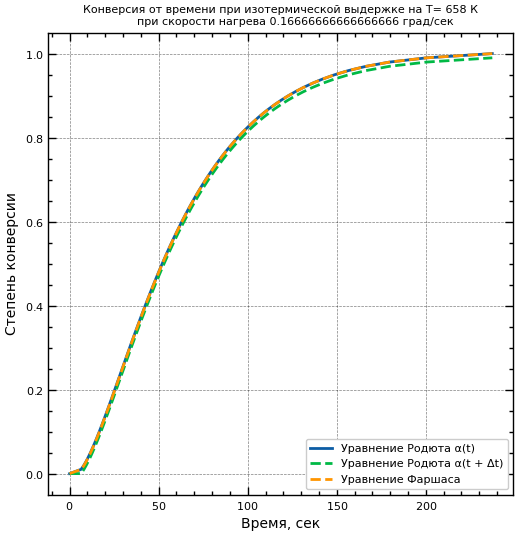 Конверсия от времени при изотермической выдержке на T= 658 К
при скорости нагрева 0.16666666666666666 град/сек
Степень конверсии
1.0
0.8
0.6
0.4
0.2
0.0
Уравнение Родюта α(t)
Уравнение Родюта α(t + Δt)
Уравнение Фаршаса
0
50
100
150
200
Время, сек